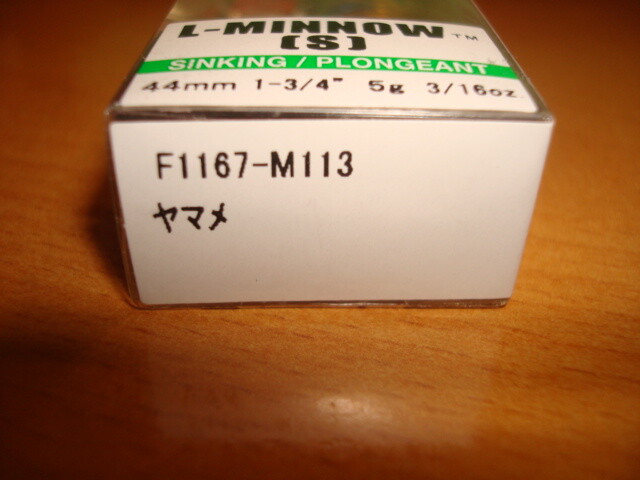 L-MINNOW™
(S)
SINKING / PLONGEANT
44mm 1-3/4" 5g 3/16oz
F1167-M113
ヤマメ